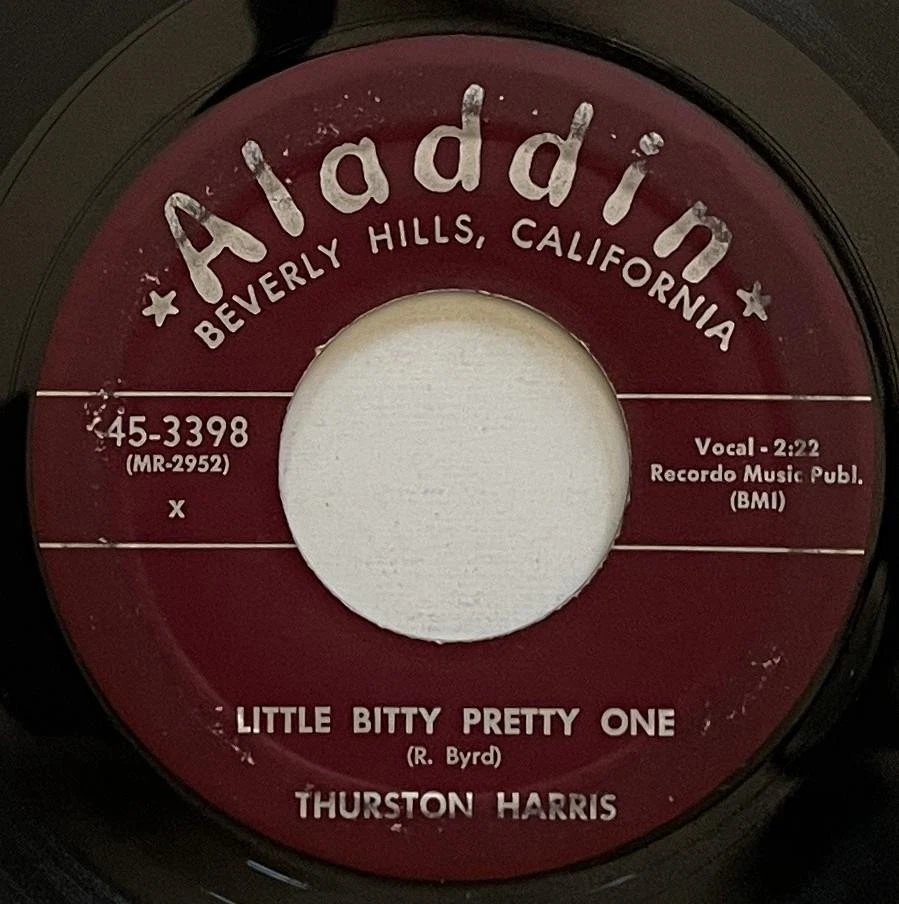 Aladdin
BEVERLY HILLS, CALIFORNIA
45-3398
(MR-2952)
X
Vocal - 2:22
Recordo Music Publ.
(BMI)
LITTLE BITTY PRETTY ONE
(R. Byrd)
THURSTON HARRIS